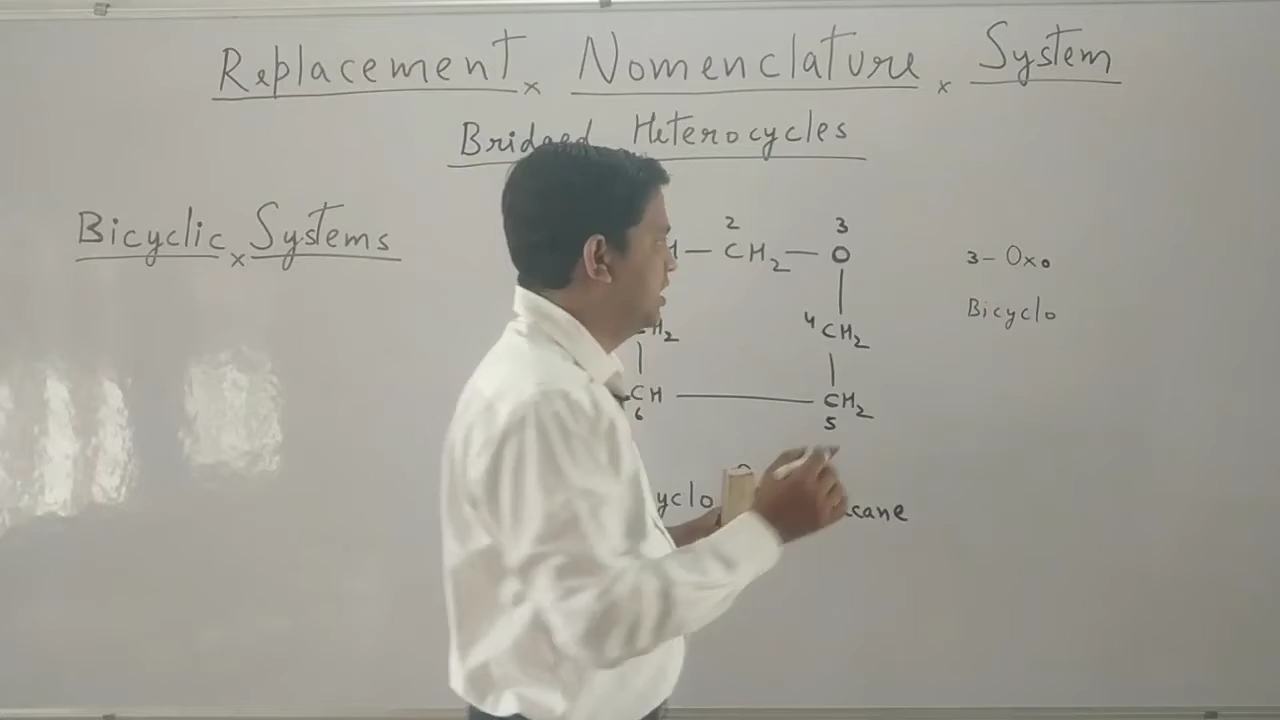 Replacement Nomenclature System
Bridged Heterocycles
Bicyclic Systems
2 3
H — CH2 — O 3 - Oxo
Bicyclo
H2 4 CH2
CH — CH2
6 5
yclo cane